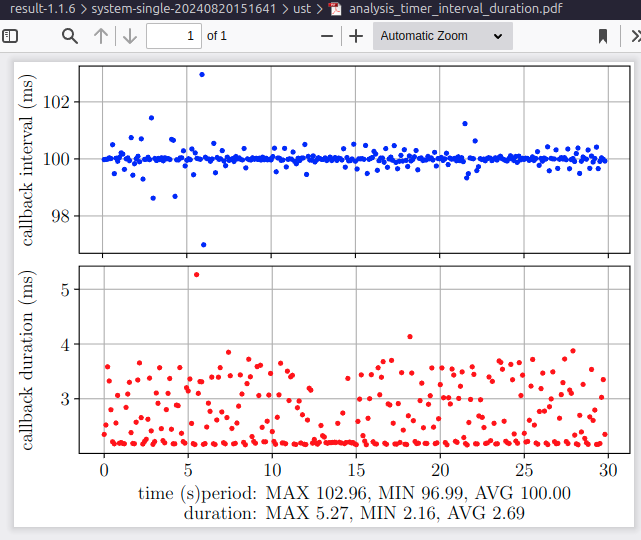 result-1.1.6 > system-single-20240820151641 > ust > analysis_timer_interval_duration.pdf
1 of 1 Automatic Zoom
callback interval (ms)
102
100
98
callback duration (ms)
5
4
3
0 5 10 15 20 25 30
time (s)period: MAX 102.96, MIN 96.99, AVG 100.00
duration: MAX 5.27, MIN 2.16, AVG 2.69